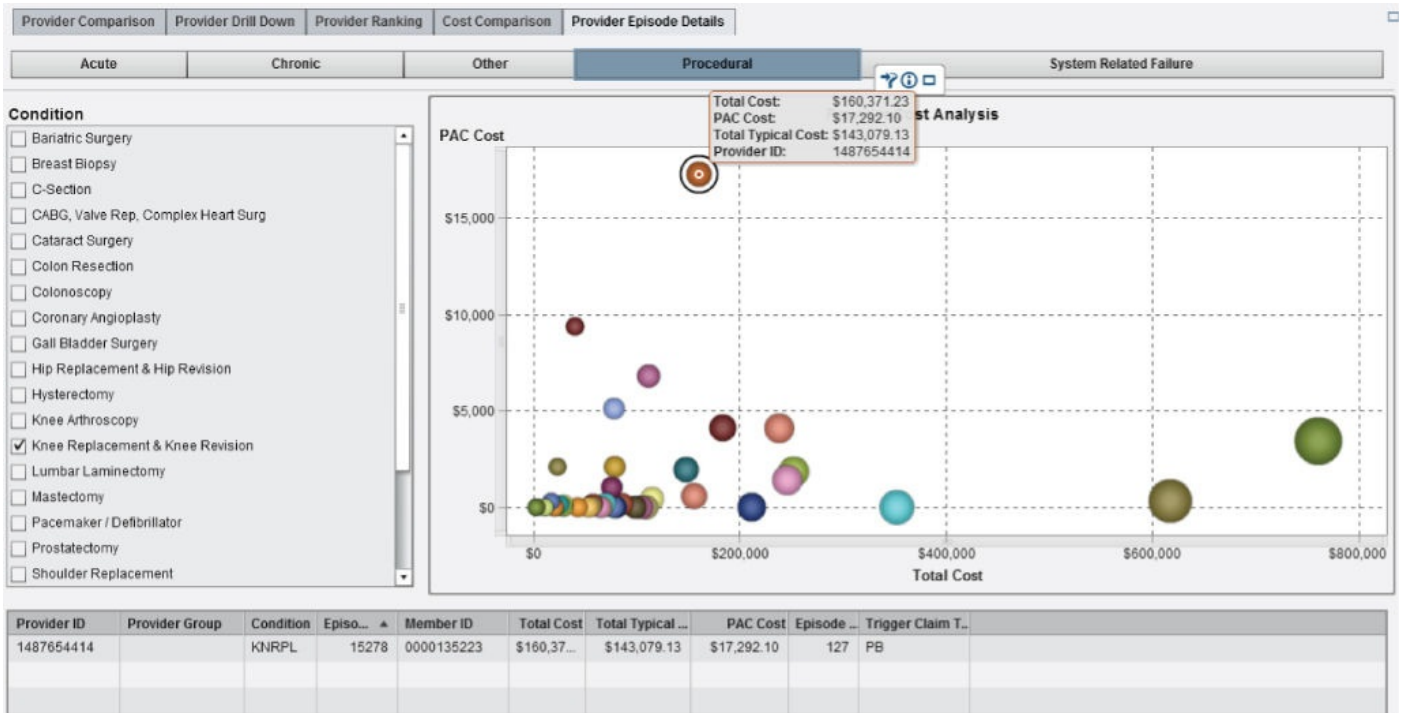 Provider Comparison Provider Drill Down Provider Ranking Cost Comparison Provider Episode Details
Acute Chronic Other Procedural System Related Failure
Condition
Bariatric Surgery
Breast Biopsy
C-Section
CABG, Valve Rep, Complex Heart Surg
Cataract Surgery
Colon Resection
Colonoscopy
Coronary Angioplasty
Gall Bladder Surgery
Hip Replacement & Hip Revision
Hysterectomy
Knee Arthroscopy
Knee Replacement & Knee Revision
Lumbar Laminectomy
Mastectomy
Pacemaker / Defibrillator
Prostatectomy
Shoulder Replacement
st Analysis
PAC Cost
Total Cost: $160,371.23
PAC Cost: $17,292.10
Total Typical Cost: $143,079.13
Provider ID: 1487654414
$15,000
$10,000
$5,000
$0
$0 $200,000 $400,000 $600,000 $800,000
Total Cost
Provider ID Provider Group Condition Episo... Member ID Total Cost Total Typical ... PAC Cost Episode ... Trigger Claim T...
1487654414 KNRPL 15278 0000135223 $160,37... $143,079.13 $17,292.10 127 PB